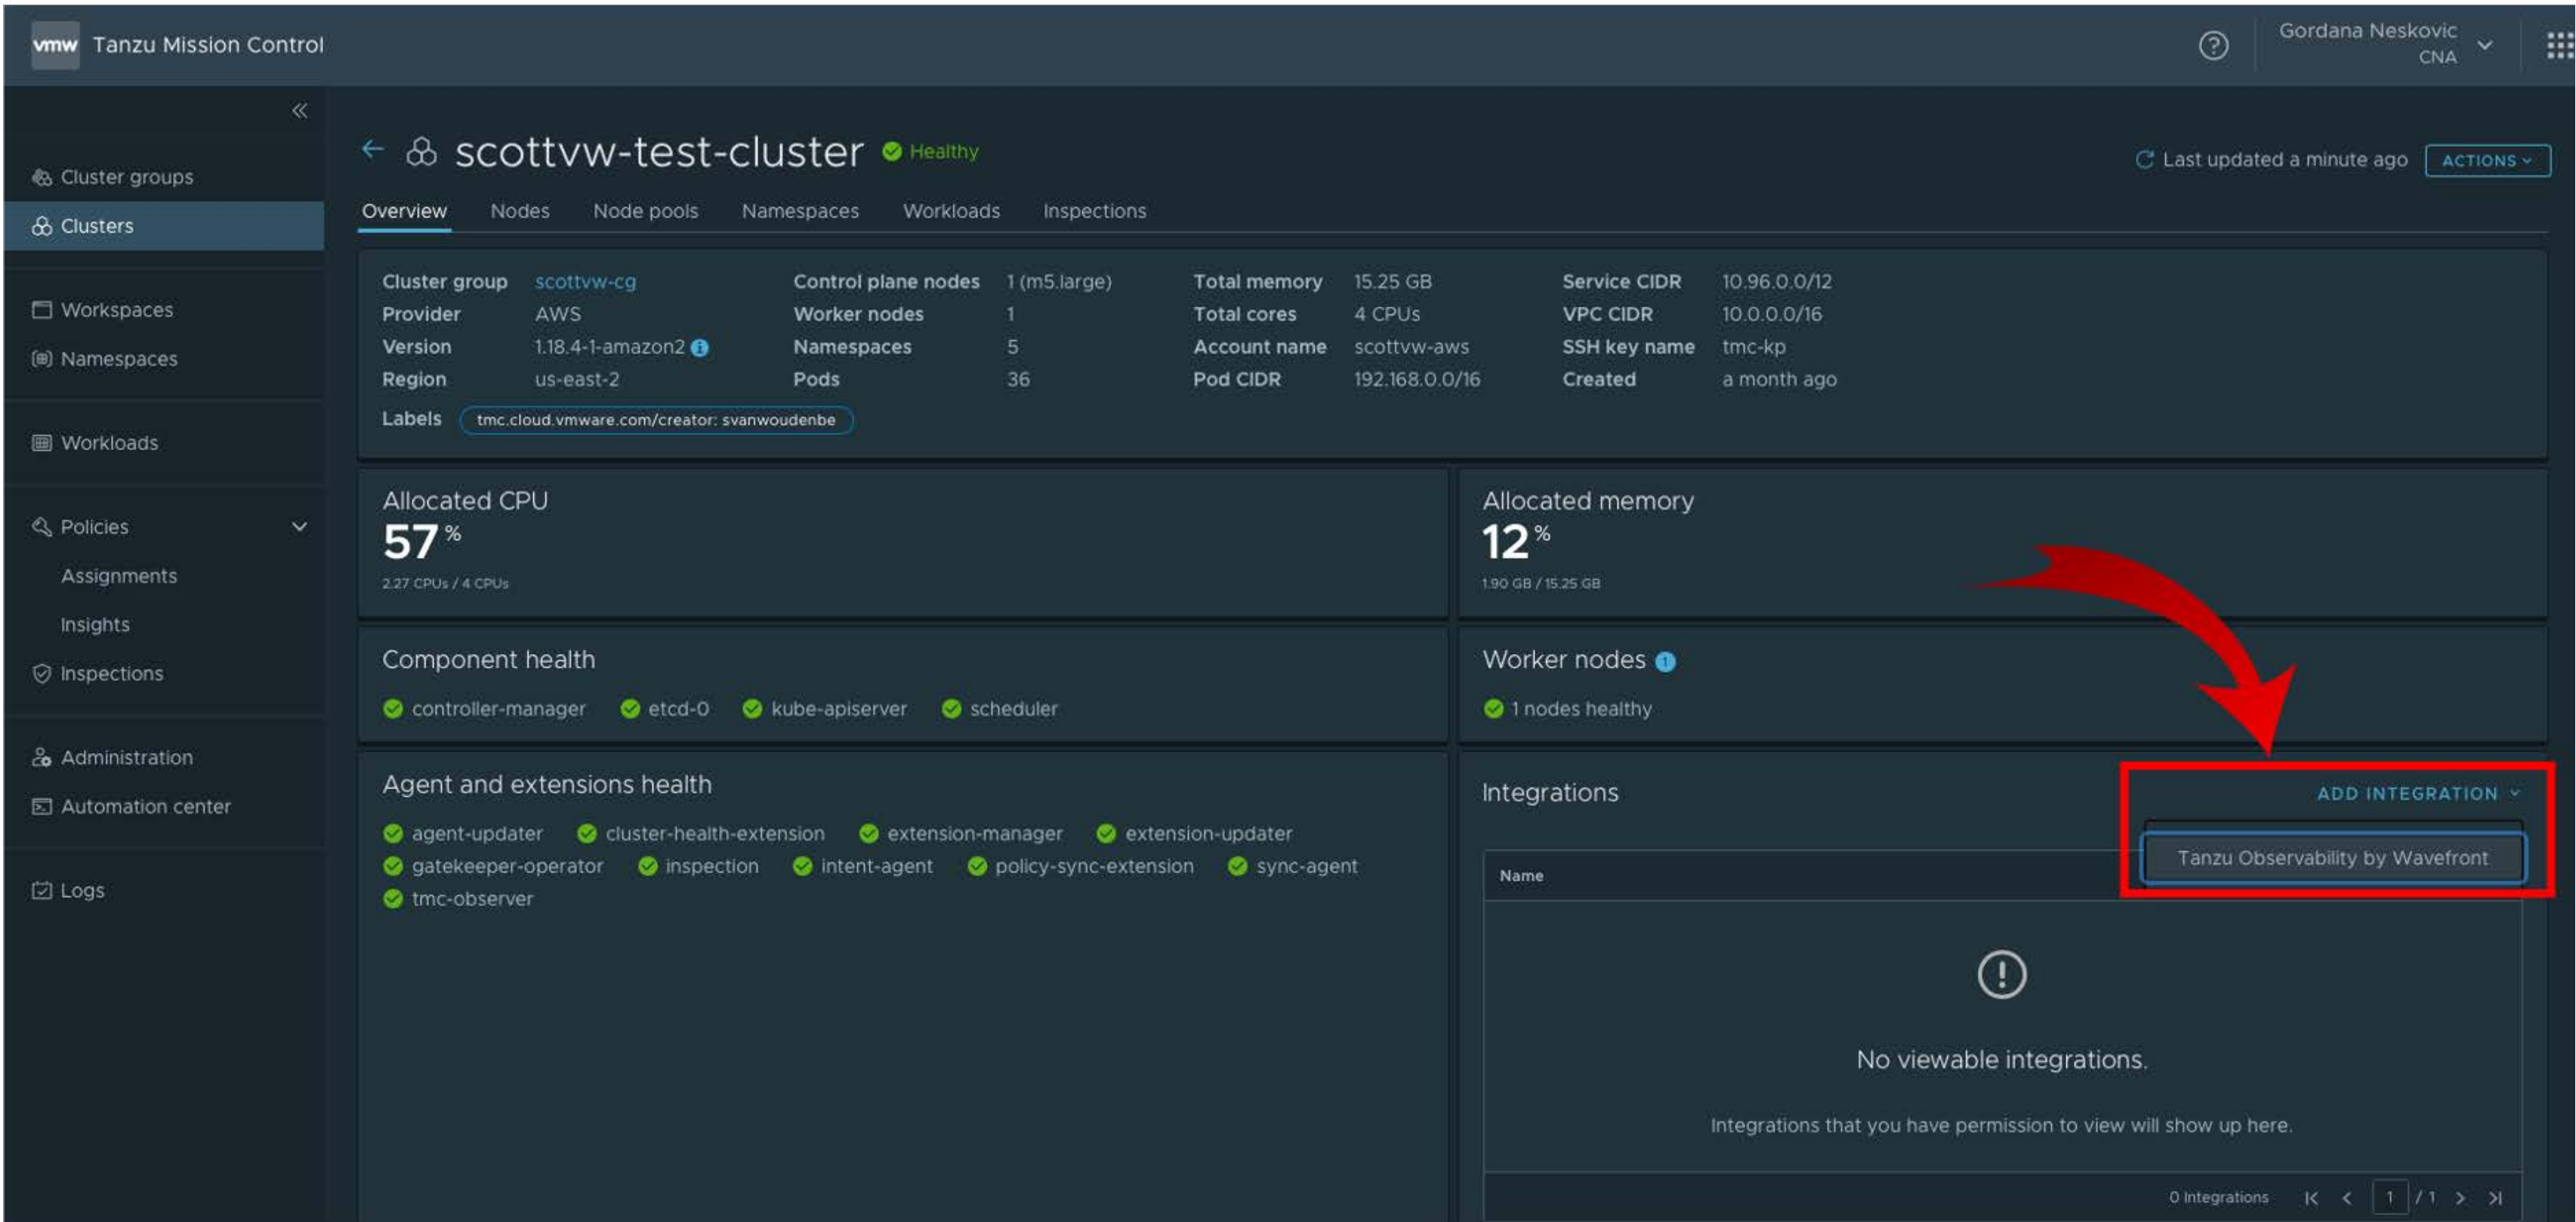 vmw Tanzu Mission Control
Gordana Neskovic
CNA
Cluster groups
Clusters
Workspaces
Namespaces
Workloads
Policies
Assignments
Insights
Inspections
Administration
Automation center
Logs
scottvw-test-cluster Healthy
Last updated a minute ago ACTIONS
Overview Nodes Node pools Namespaces Workloads Inspections
Cluster group scottvw-cg Control plane nodes 1 (m5.large) Total memory 15.25 GB Service CIDR 10.96.0.0/12
Provider AWS Worker nodes 1 Total cores 4 CPUs VPC CIDR 10.0.0.0/16
Version 1.18.4-1-amazon2 Namespaces 5 Account name scottvw-aws SSH key name tmc-kp
Region us-east-2 Pods 36 Pod CIDR 192.168.0.0/16 Created a month ago
Labels tmc.cloud.vmware.com/creator: svanwoudenbe
Allocated CPU
57 %
2.27 CPUs / 4 CPUs
Allocated memory
12 %
1.90 GB / 15.25 GB
Component health
controller-manager etcd-0 kube-apiserver scheduler
Worker nodes 1
1 nodes healthy
Agent and extensions health
agent-updater cluster-health-extension extension-manager extension-updater
gatekeeper-operator inspection intent-agent policy-sync-extension sync-agent
tmc-observer
Integrations
ADD INTEGRATION
Tanzu Observability by Wavefront
Name
No viewable integrations.
Integrations that you have permission to view will show up here.
0 Integrations 1 / 1